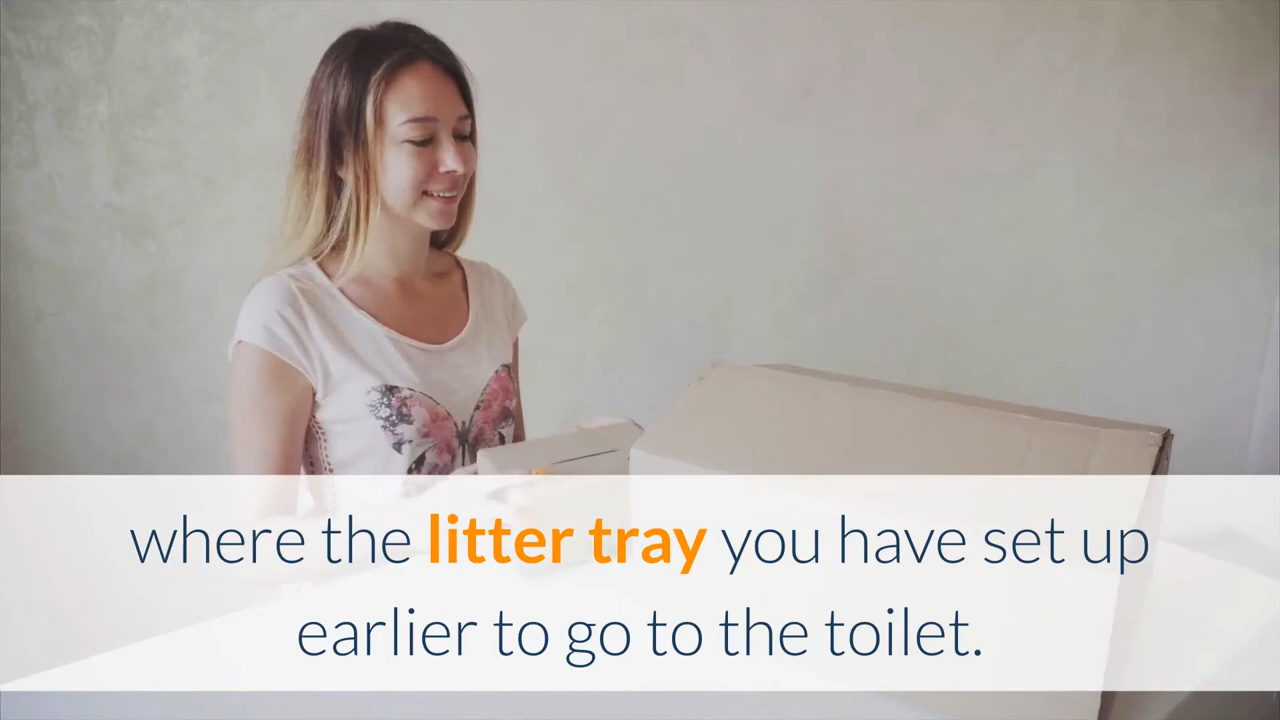 where the litter tray you have set up
earlier to go to the toilet.